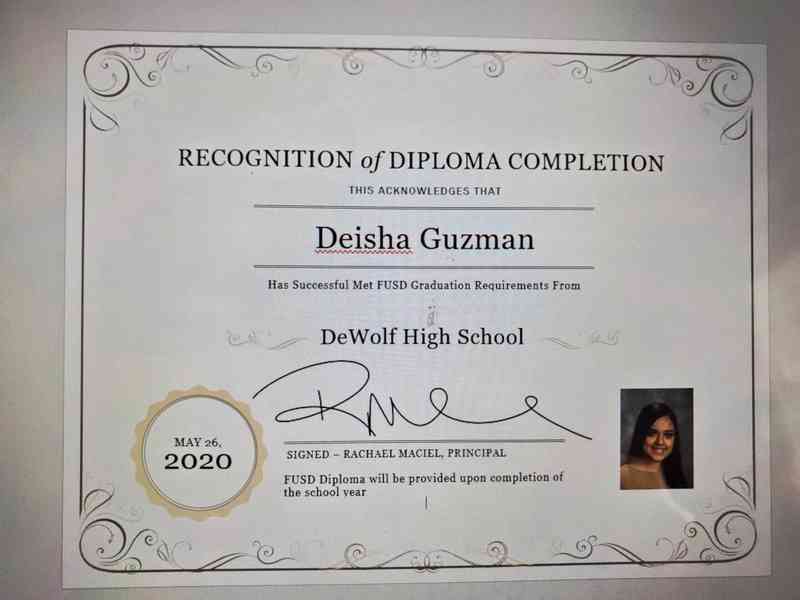 RECOGNITION of DIPLOMA COMPLETION
THIS ACKNOWLEDGES THAT
Deisha Guzman
Has Successful Met FUSD Graduation Requirements From
DeWolf High School
MAY 26,
2020
SIGNED – RACHAEL MACIEL, PRINCIPAL
FUSD Diploma will be provided upon completion of
the school year